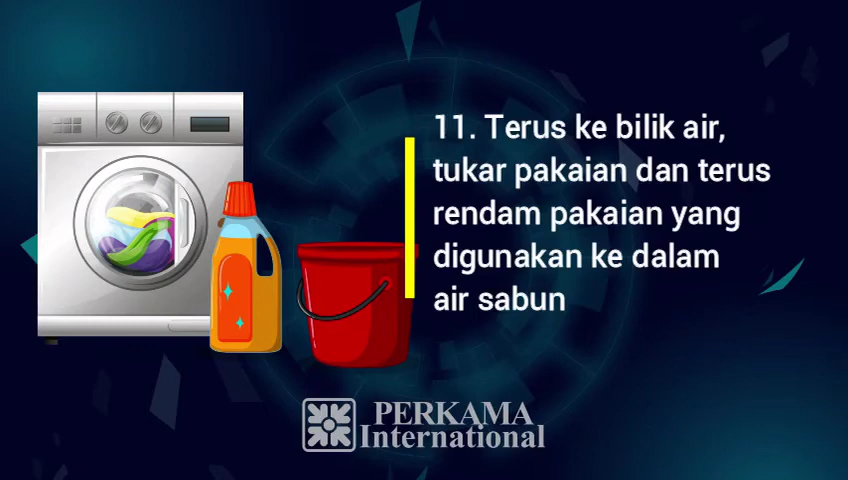 11. Terus ke bilik air,
tukar pakaian dan terus
rendam pakaian yang
digunakan ke dalam
air sabun
PERKAMA
International